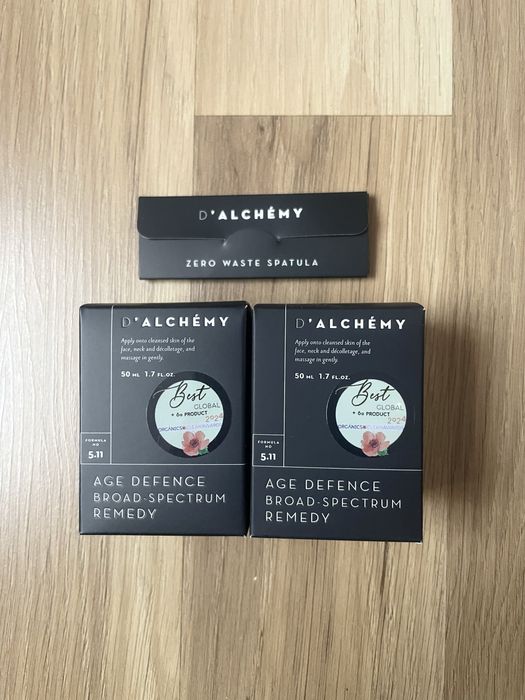 D'ALCHÉMY
ZERO WASTE SPATULA
D'ALCHÉMY
Apply onto cleansed skin of the
face, neck and décolletage, and
massage in gently.
50 ML 1.7 FL.OZ.
Best
GLOBAL
+ 60 PRODUCT
2024
FORMULA
NO
5.11
AGE DEFENCE
BROAD-SPECTRUM
REMEDY
D'ALCHÉMY
Apply onto cleansed skin of the
face, neck and décolletage, and
massage in gently.
50 ML 1.7 FL.OZ.
Best
GLOBAL
+ 60 PRODUCT
2024
FORMULA
NO
5.11
AGE DEFENCE
BROAD-SPECTRUM
REMEDY